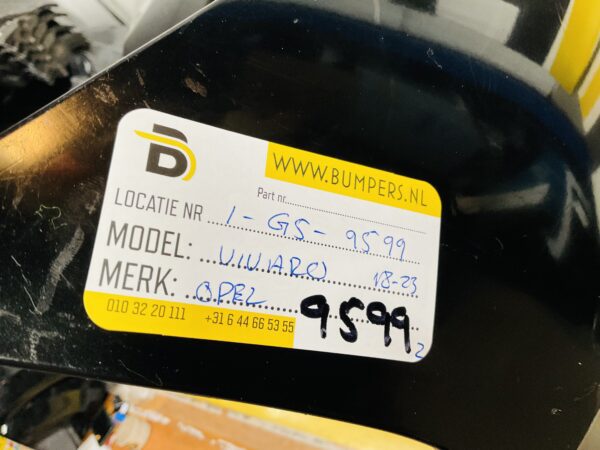 B
WWW.BUMPERS.NL
Part nr.
LOCATIE NR 1-GS-9599
MODEL: VIVARO 18-23
MERK: OPEL
9599
2
010 32 20 111 +31 6 44 66 53 55